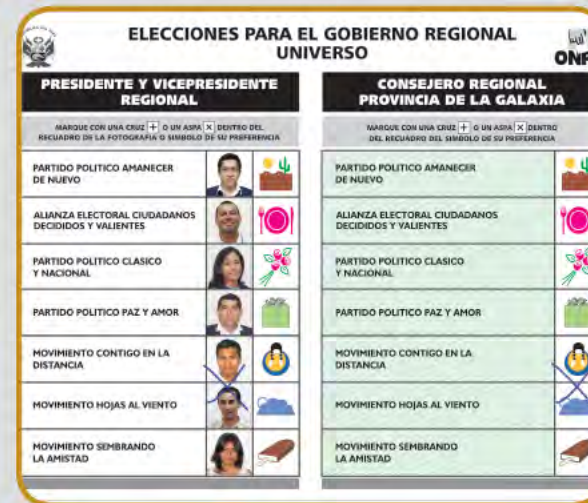 ELECCIONES PARA EL GOBIERNO REGIONAL
UNIVERSO
PRESIDENTE Y VICEPRESIDENTE
REGIONAL
MARQUE CON UNA CRUZ + O UN ASPA X DENTRO DEL
RECUADRO DE LA FOTOGRAFIA O SIMBOLO DE SU PREFERENCIA
PARTIDO POLITICO AMANECER
DE NUEVO
ALIANZA ELECTORAL CIUDADANOS
DECIDIDOS Y VALIENTES
PARTIDO POLITICO CLASICO
Y NACIONAL
PARTIDO POLITICO PAZ Y AMOR
MOVIMIENTO CONTIGO EN LA
DISTANCIA
MOVIMIENTO HOJAS AL VIENTO
MOVIMIENTO SEMBRANDO
LA AMISTAD
CONSEJERO REGIONAL
PROVINCIA DE LA GALAXIA
MARQUE CON UNA CRUZ + O UN ASPA X DENTRO
DEL RECUADRO DEL SIMBOLO DE SU PREFERENCIA
PARTIDO POLITICO AMANECER
DE NUEVO
ALIANZA ELECTORAL CIUDADANOS
DECIDIDOS Y VALIENTES
PARTIDO POLITICO CLASICO
Y NACIONAL
PARTIDO POLITICO PAZ Y AMOR
MOVIMIENTO CONTIGO EN LA
DISTANCIA
MOVIMIENTO HOJAS AL VIENTO
MOVIMIENTO SEMBRANDO
LA AMISTAD